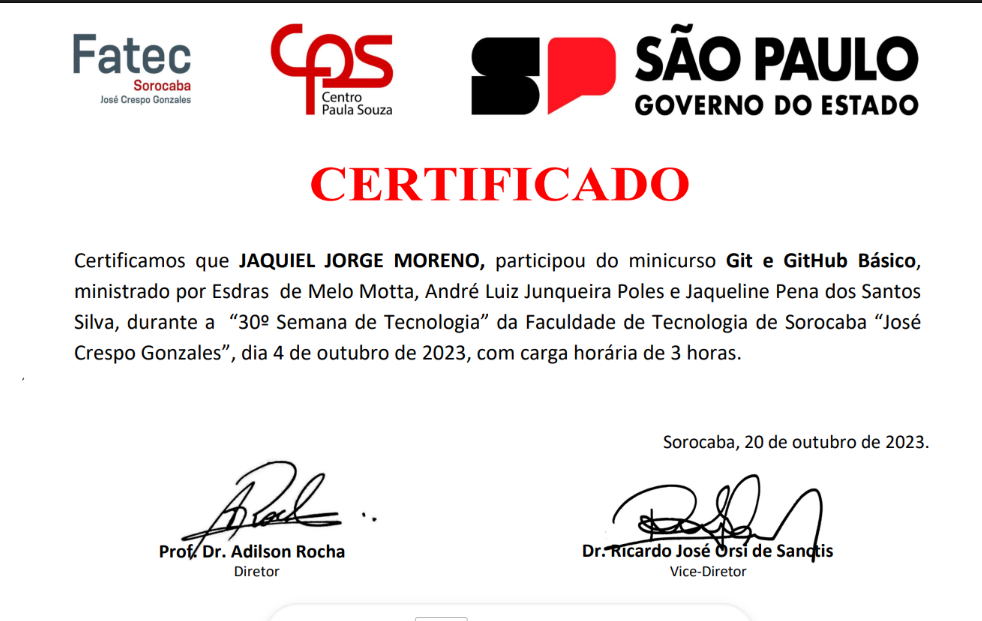 Fatec
Sorocaba
José Crespo Gonzales
CPS
Centro
Paula Souza
SP
SÃO PAULO
GOVERNO DO ESTADO
CERTIFICADO
Certificamos que JAQUIEL JORGE MORENO, participou do minicurso Git e GitHub Básico,
ministrado por Esdras de Melo Motta, André Luiz Junqueira Poles e Jaqueline Pena dos Santos
Silva, durante a “30º Semana de Tecnologia” da Faculdade de Tecnologia de Sorocaba “José
Crespo Gonzales”, dia 4 de outubro de 2023, com carga horária de 3 horas.
Sorocaba, 20 de outubro de 2023.
Prof. Dr. Adilson Rocha
Diretor
Dr. Ricardo José Orsi de Sanctis
Vice-Diretor